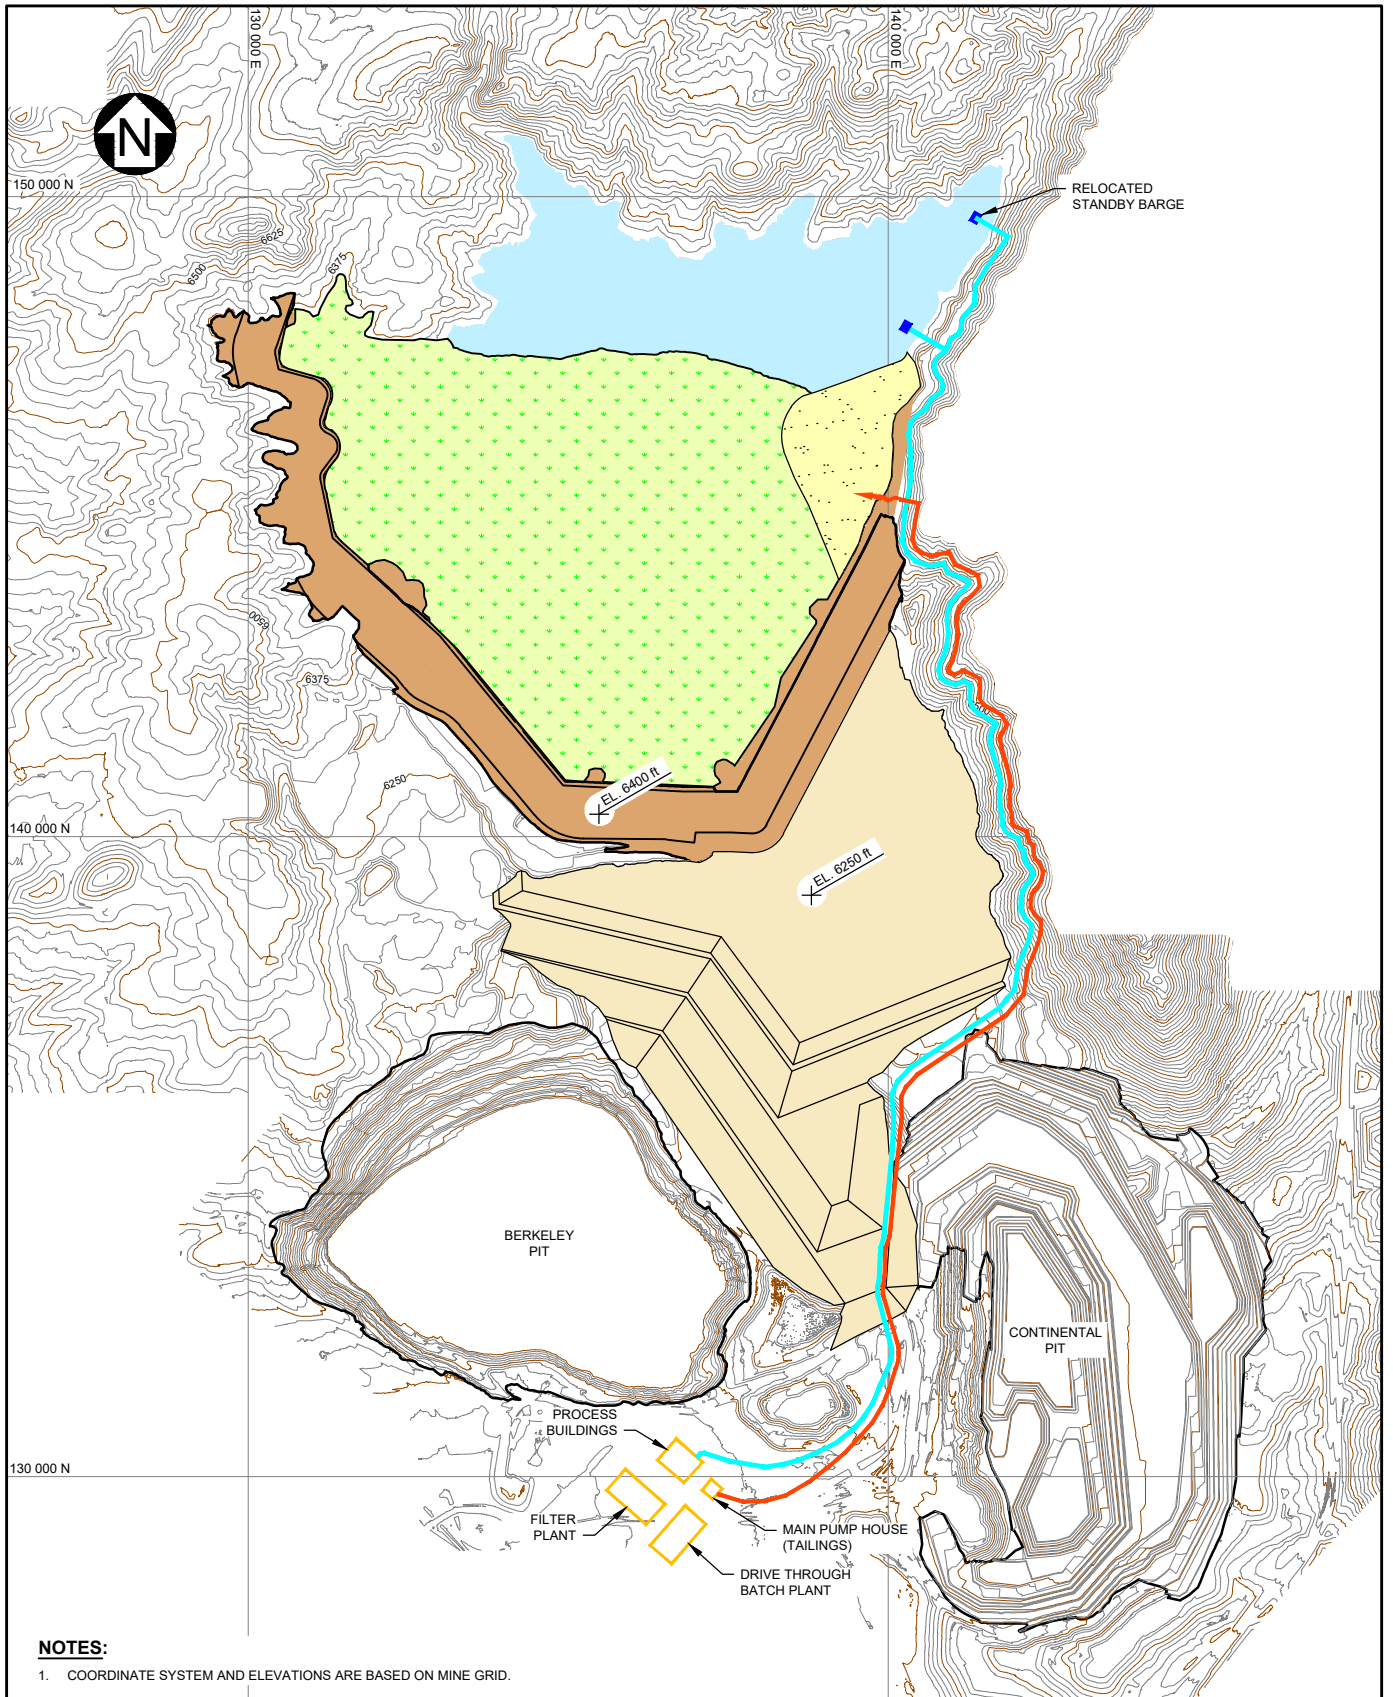 130 000 E
140 000 E
N
150 000 N
RELOCATED
STANDBY BARGE
6625
6500
6375
6500
6375
6250
EL. 6400 ft
140 000 N
EL. 6250 ft
BERKELEY
PIT
CONTINENTAL
PIT
PROCESS
BUILDINGS
130 000 N
FILTER
PLANT
MAIN PUMP HOUSE
(TAILINGS)
DRIVE THROUGH
BATCH PLANT
NOTES:
1. COORDINATE SYSTEM AND ELEVATIONS ARE BASED ON MINE GRID.